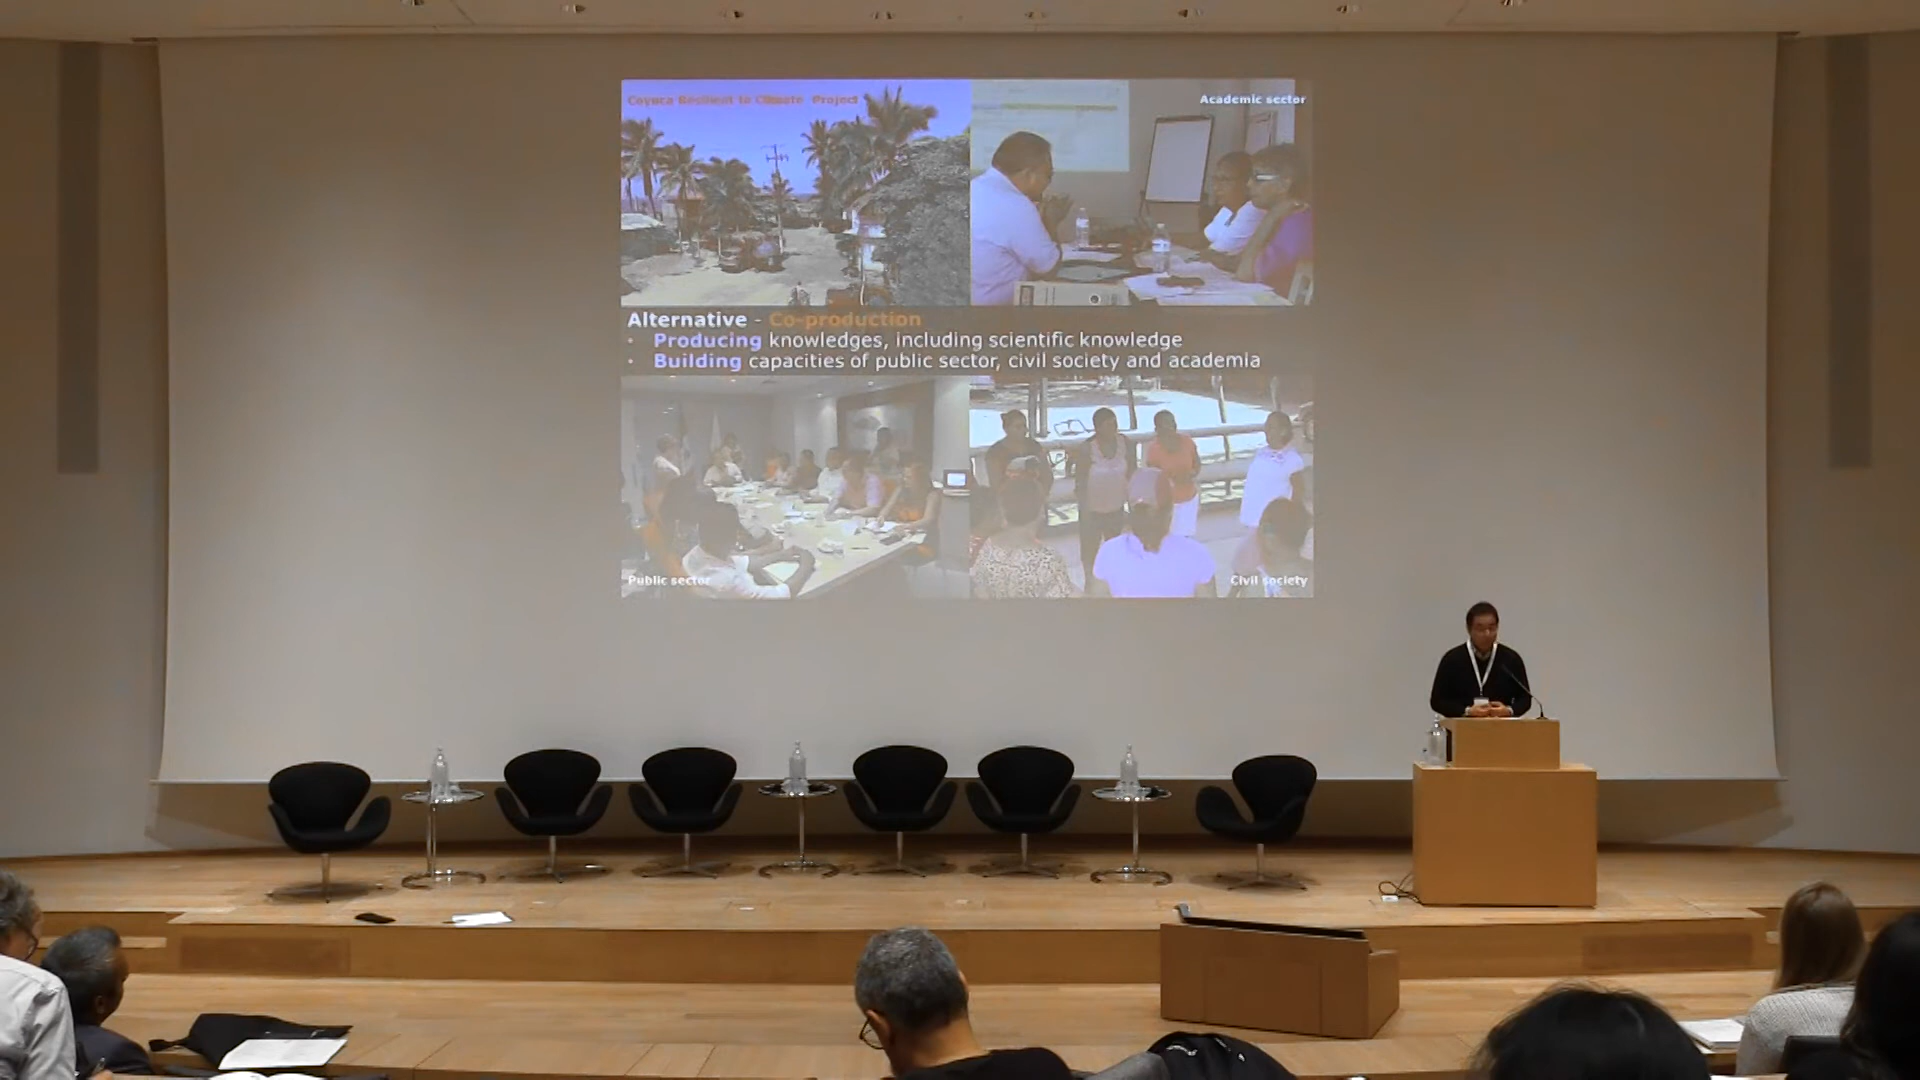 Coyuca Resilient to Climate Project
Academic sector
Alternative - Co-production
• Producing knowledges, including scientific knowledge
• Building capacities of public sector, civil society and academia
Public sector
Civil society